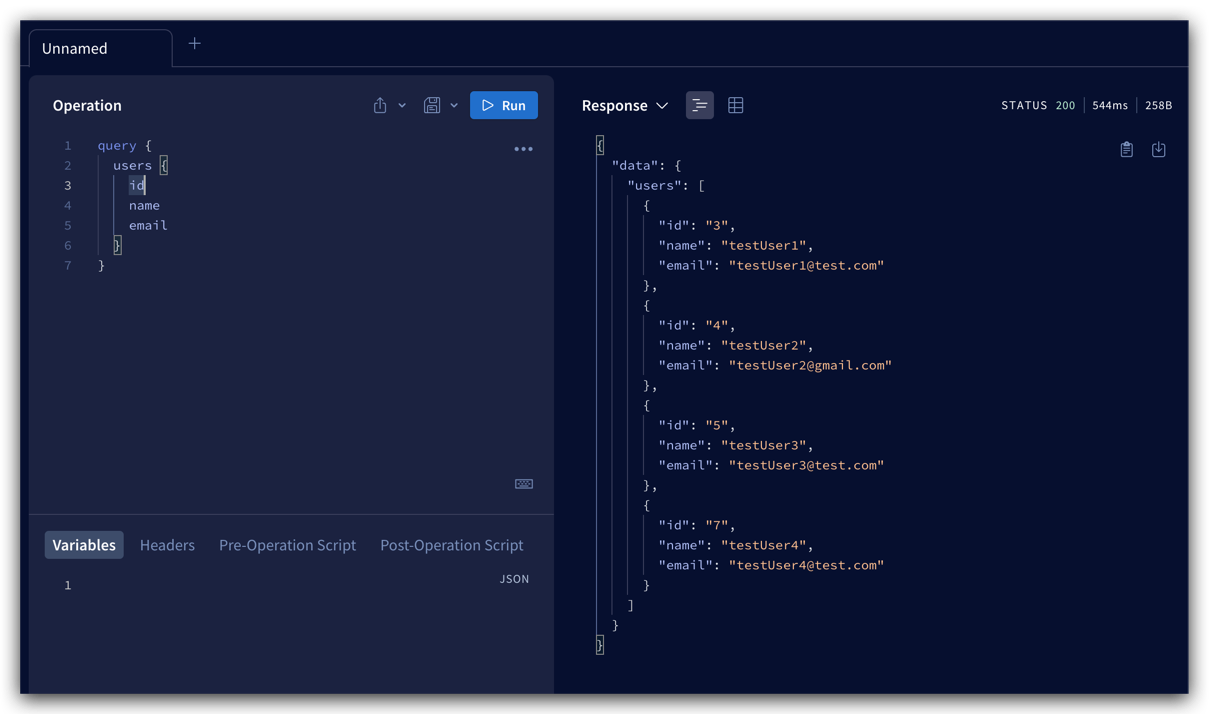 Unnamed
Operation
Run
1 query {
2 users {
3 id
4 name
5 email
6 }
7 }
Variables Headers Pre-Operation Script Post-Operation Script
JSON
1
Response
STATUS 200 544ms 258B
{
"data": {
"users": [
{
"id": "3",
"name": "testUser1",
"email": "testUser1@test.com"
},
{
"id": "4",
"name": "testUser2",
"email": "testUser2@gmail.com"
},
{
"id": "5",
"name": "testUser3",
"email": "testUser3@test.com"
},
{
"id": "7",
"name": "testUser4",
"email": "testUser4@test.com"
}
]
}
}